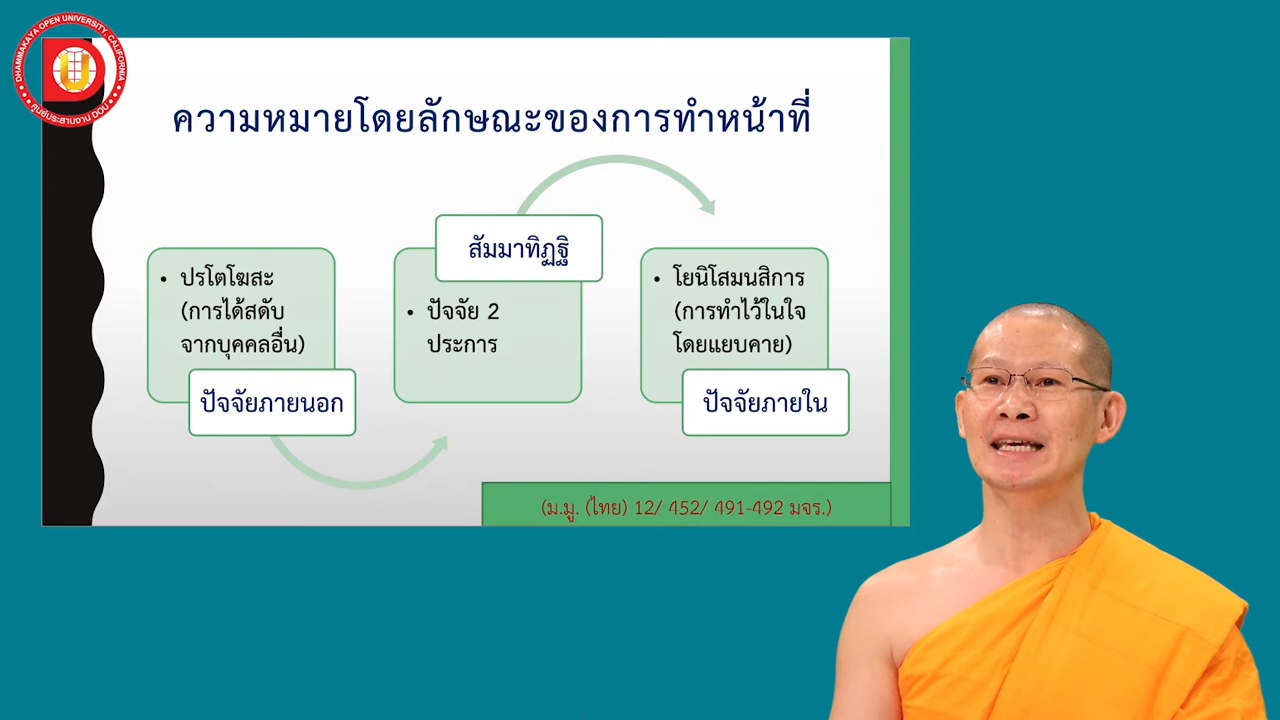 DHAMMAKAYA OPEN UNIVERSITY, CALIFORNIA
DU
ศูนย์ประสานงาน DOU
ความหมายโดยลักษณะของการทำหน้าที่
• ปรโตโฆสะ
(การได้สดับ
จากบุคคลอื่น)
ปัจจัยภายนอก
สัมมาทิฏฐิ
• ปัจจัย 2
ประการ
• โยนิโสมนสิการ
(การทำไว้ในใจ
โดยแยบคาย)
ปัจจัยภายใน
(ม.มู. (ไทย) 12/ 452/ 491-492 มจร.)